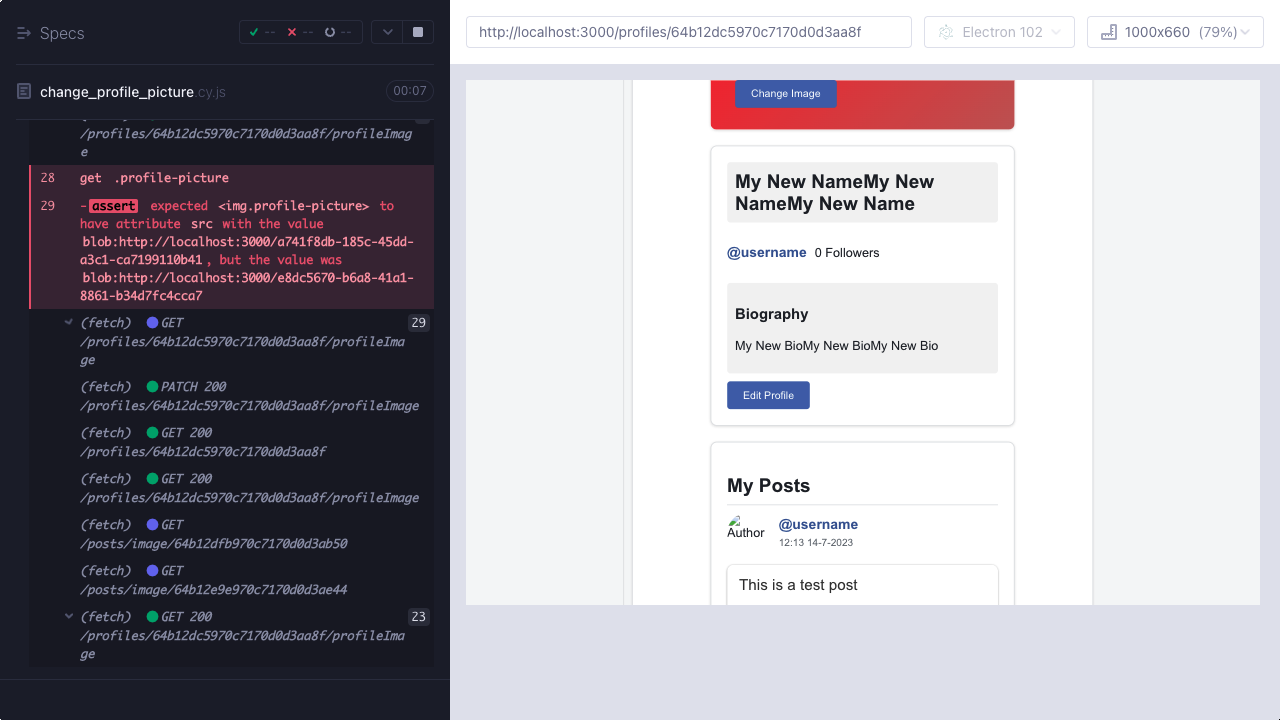 Specs
-- -- --
change_profile_picture.cy.js 00:07
/profiles/64b12dc5970c7170d0d3aa8f/profileImag
e
28 get .profile-picture
29 -assert expected <img.profile-picture> to
have attribute src with the value
blob:http://localhost:3000/a741f8db-185c-45dd-
a3c1-ca7199110b41, but the value was
blob:http://localhost:3000/e8dc5670-b6a8-41a1-
8861-b34d7fc4cca7
(fetch) GET 29
/profiles/64b12dc5970c7170d0d3aa8f/profileIma
ge
(fetch) PATCH 200
/profiles/64b12dc5970c7170d0d3aa8f/profileImage
(fetch) GET 200
/profiles/64b12dc5970c7170d0d3aa8f
(fetch) GET 200
/profiles/64b12dc5970c7170d0d3aa8f/profileImage
(fetch) GET
/posts/image/64b12dfb970c7170d0d3ab50
(fetch) GET
/posts/image/64b12e9e970c7170d0d3ae44
(fetch) GET 200 23
/profiles/64b12dc5970c7170d0d3aa8f/profileIma
ge
http://localhost:3000/profiles/64b12dc5970c7170d0d3aa8f
Electron 102
1000x660 (79%)
Change Image
My New NameMy New
NameMy New Name
@username 0 Followers
Biography
My New BioMy New BioMy New Bio
Edit Profile
My Posts
Author
@username
12:13 14-7-2023
This is a test post